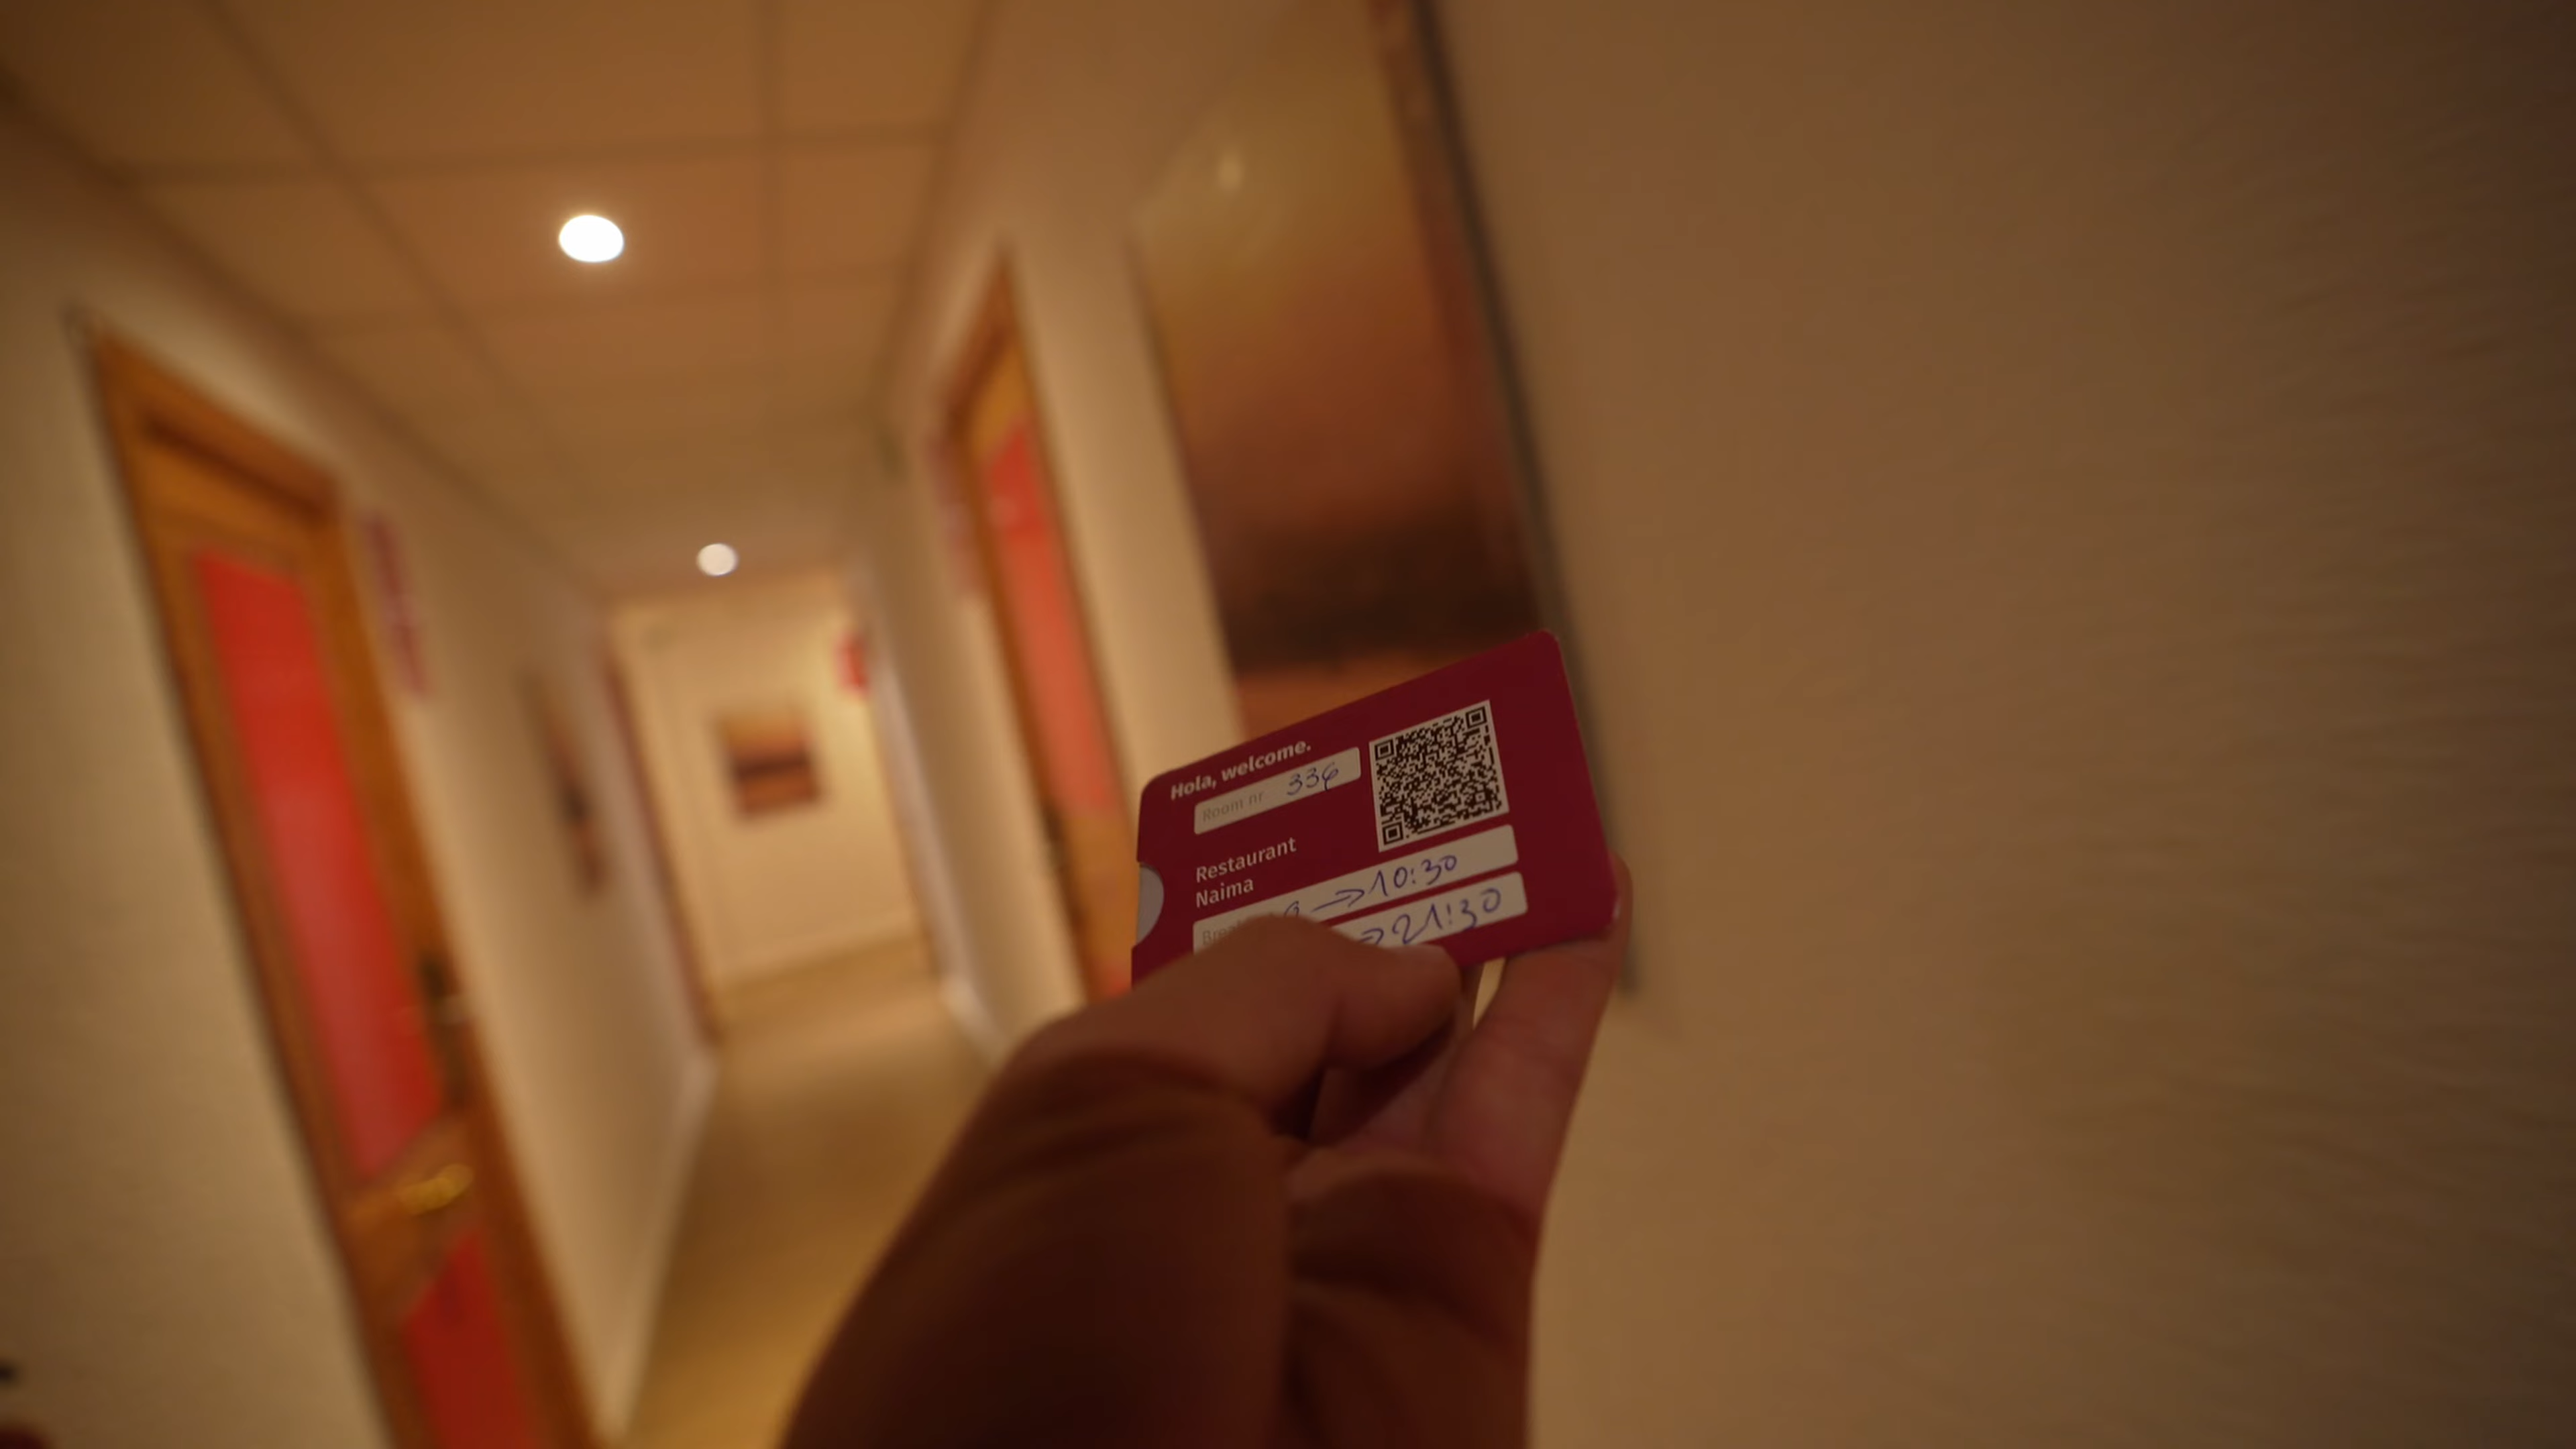 Hola, welcome.
Room nr 336
Restaurant
Naima
→10:30
→21:30